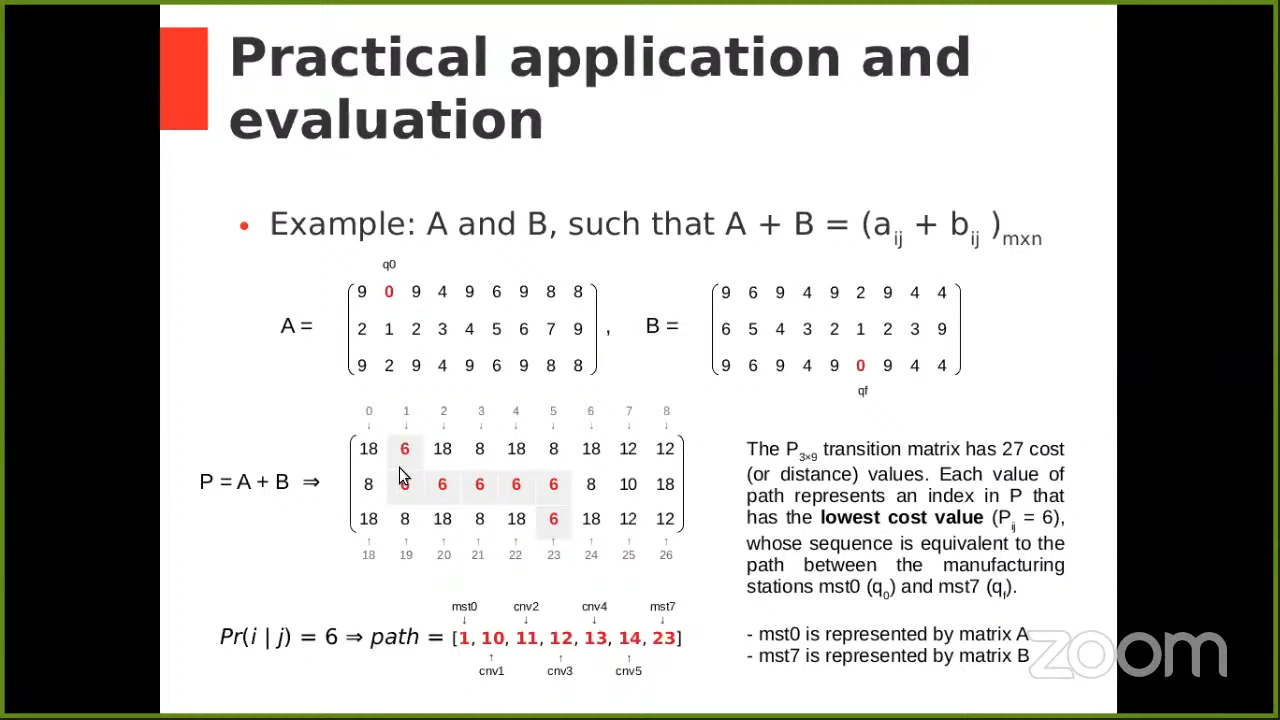 Practical application and
evaluation
• Example: A and B, such that A + B = (aij + bij )mxn
q0
9 0 9 4 9 6 9 8 8
A = 2 1 2 3 4 5 6 7 9 ,
9 2 9 4 9 6 9 8 8
9 6 9 4 9 2 9 4 4
B = 6 5 4 3 2 1 2 3 9
9 6 9 4 9 0 9 4 4
qf
0 1 2 3 4 5 6 7 8
↓ ↓ ↓ ↓ ↓ ↓ ↓ ↓ ↓
18 6 18 8 18 8 18 12 12
P = A + B ⇒ 8 6 6 6 6 6 8 10 18
18 8 18 8 18 6 18 12 12
↑ ↑ ↑ ↑ ↑ ↑ ↑ ↑ ↑
18 19 20 21 22 23 24 25 26
The P3×9 transition matrix has 27 cost
(or distance) values. Each value of
path represents an index in P that
has the lowest cost value (Pij = 6),
whose sequence is equivalent to the
path between the manufacturing
stations mst0 (q0) and mst7 (qf).
mst0 cnv2 cnv4 mst7
↓ ↓ ↓ ↓
Pr(i | j) = 6 ⇒ path = [1, 10, 11, 12, 13, 14, 23]
↑ ↑ ↑
cnv1 cnv3 cnv5
- mst0 is represented by matrix A
- mst7 is represented by matrix B
zoom